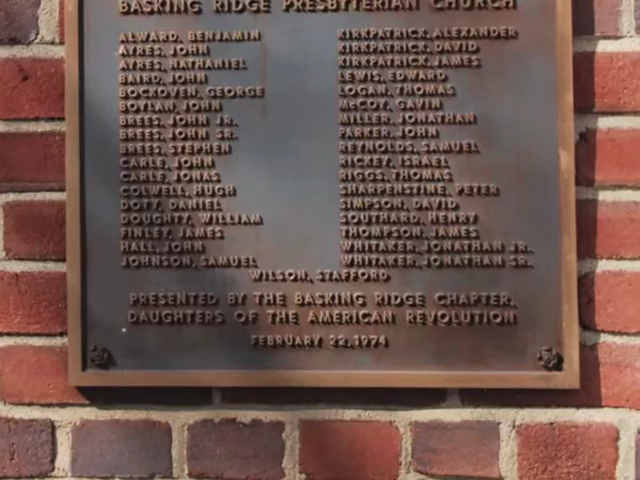 BASKING RIDGE PRESBYTERIAN CHURCH
ALWARD, BENJAMIN
AYRES, JOHN
AYRES, NATHANIEL
BAIRD, JOHN
BOCKOVEN, GEORGE
BOYLAN, JOHN
BREES, JOHN JR.
BREES, JOHN SR.
BREES, STEPHEN
CARLE, JOHN
CARLE, JONAS
COLWELL, HUGH
DOTY, DANIEL
DOUGHTY, WILLIAM
FINLEY, JAMES
HALL, JOHN
JOHNSON, SAMUEL
KIRKPATRICK, ALEXANDER
KIRKPATRICK, DAVID
KIRKPATRICK, JAMES
LEWIS, EDWARD
LOGAN, THOMAS
McCOY, GAVIN
MILLER, JONATHAN
PARKER, JOHN
REYNOLDS, SAMUEL
RICKEY, ISRAEL
RIGGS, THOMAS
SHARPENSTINE, PETER
SIMPSON, DAVID
SOUTHARD, HENRY
THOMPSON, JAMES
WHITAKER, JONATHAN JR.
WHITAKER, JONATHAN SR.
WILSON, STAFFORD
PRESENTED BY THE BASKING RIDGE CHAPTER,
DAUGHTERS OF THE AMERICAN REVOLUTION
FEBRUARY 22, 1974